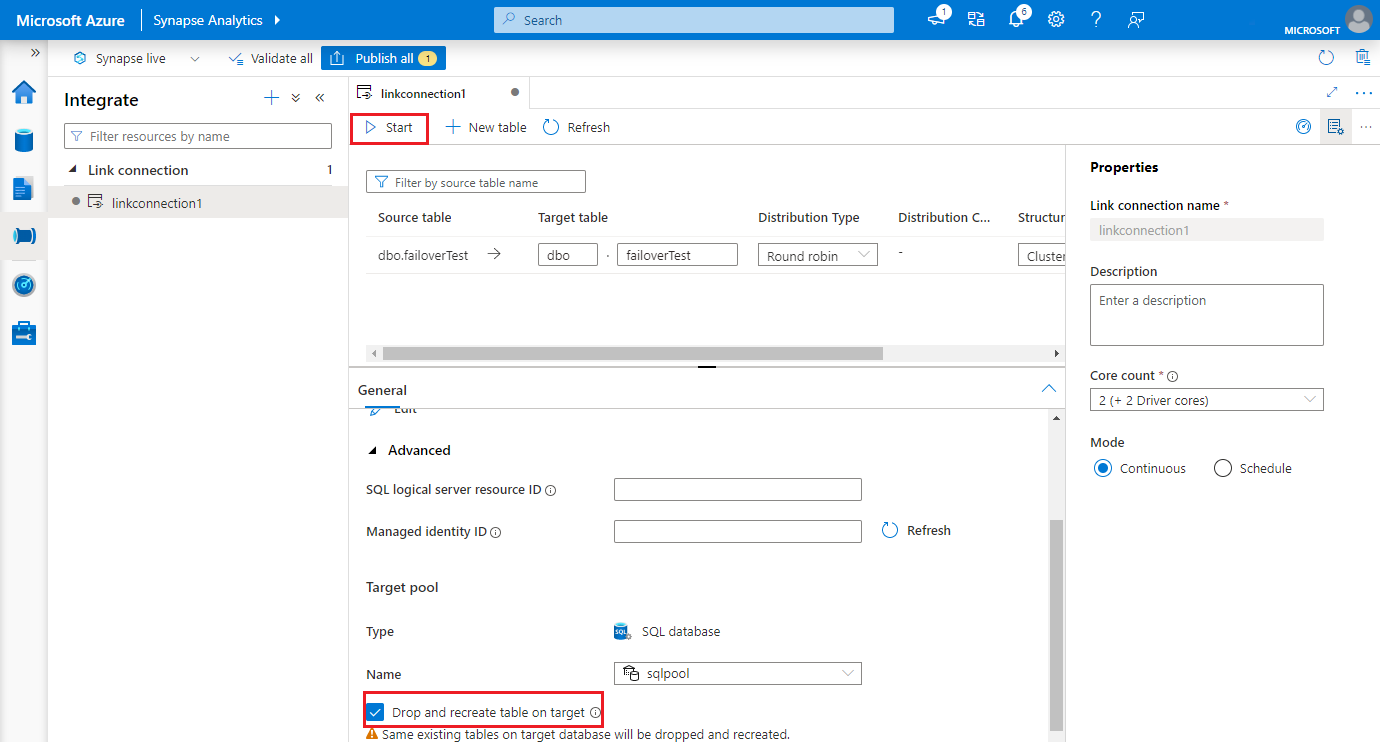 Microsoft Azure
Synapse Analytics
Search
1
6
MICROSOFT
Synapse live
Validate all
Publish all 1
Integrate
Filter resources by name
Link connection 1
linkconnection1
linkconnection1
Start
New table
Refresh
Filter by source table name
Source table Target table Distribution Type Distribution C... Structur
dbo.failoverTest dbo . failoverTest Round robin - Cluster
General
Edit
Advanced
SQL logical server resource ID
Managed identity ID Refresh
Target pool
Type SQL SQL database
Name sqlpool
Drop and recreate table on target
Same existing tables on target database will be dropped and recreated.
Properties
Link connection name *
linkconnection1
Description
Enter a description
Core count *
2 (+ 2 Driver cores)
Mode
Continuous Schedule